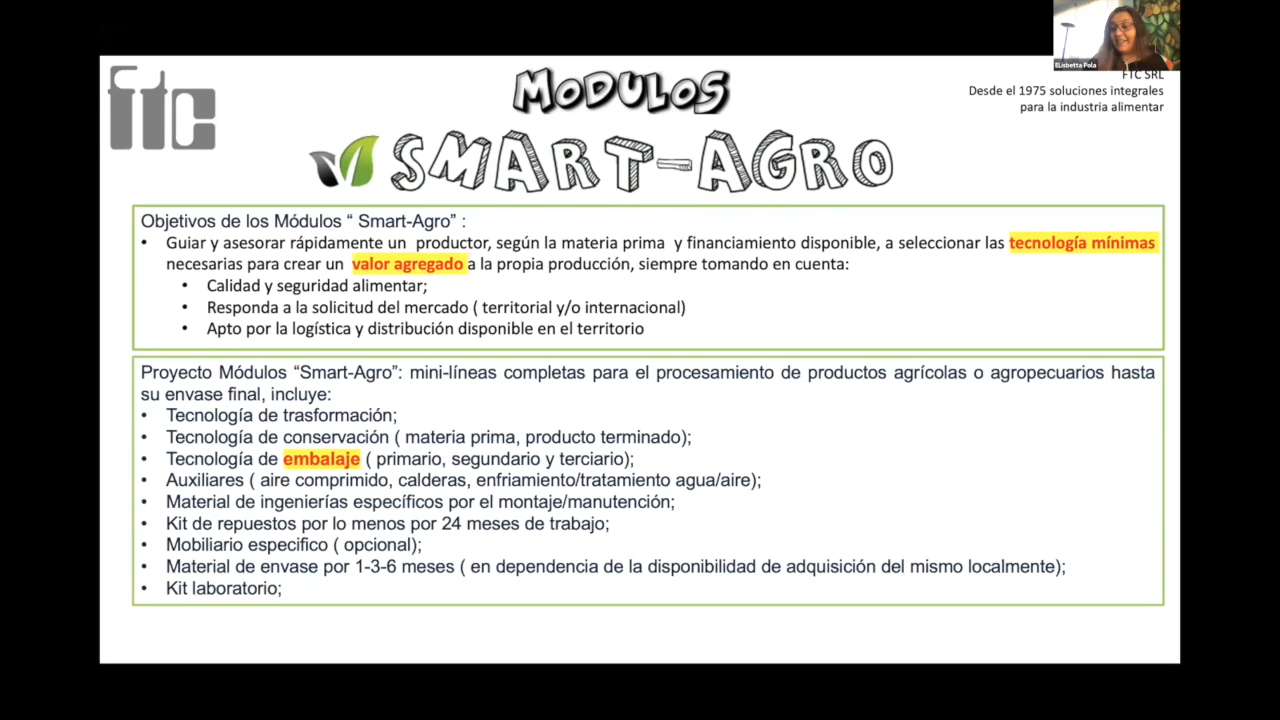 ELisbetta Pola
ftc
MODULOS
FTC SRL
Desde el 1975 soluciones integrales
para la industria alimentar
SMART-AGRO
Objetivos de los Módulos “ Smart-Agro” :
• Guiar y asesorar rápidamente un productor, según la materia prima y financiamiento disponible, a seleccionar las tecnología mínimas
necesarias para crear un valor agregado a la propia producción, siempre tomando en cuenta:
• Calidad y seguridad alimentar;
• Responda a la solicitud del mercado ( territorial y/o internacional)
• Apto por la logística y distribución disponible en el territorio
Proyecto Módulos “Smart-Agro”: mini-líneas completas para el procesamiento de productos agrícolas o agropecuarios hasta
su envase final, incluye:
• Tecnología de trasformación;
• Tecnología de conservación ( materia prima, producto terminado);
• Tecnología de embalaje ( primario, segundario y terciario);
• Auxiliares ( aire comprimido, calderas, enfriamiento/tratamiento agua/aire);
• Material de ingenierías específicos por el montaje/manutención;
• Kit de repuestos por lo menos por 24 meses de trabajo;
• Mobiliario especifico ( opcional);
• Material de envase por 1-3-6 meses ( en dependencia de la disponibilidad de adquisición del mismo localmente);
• Kit laboratorio;